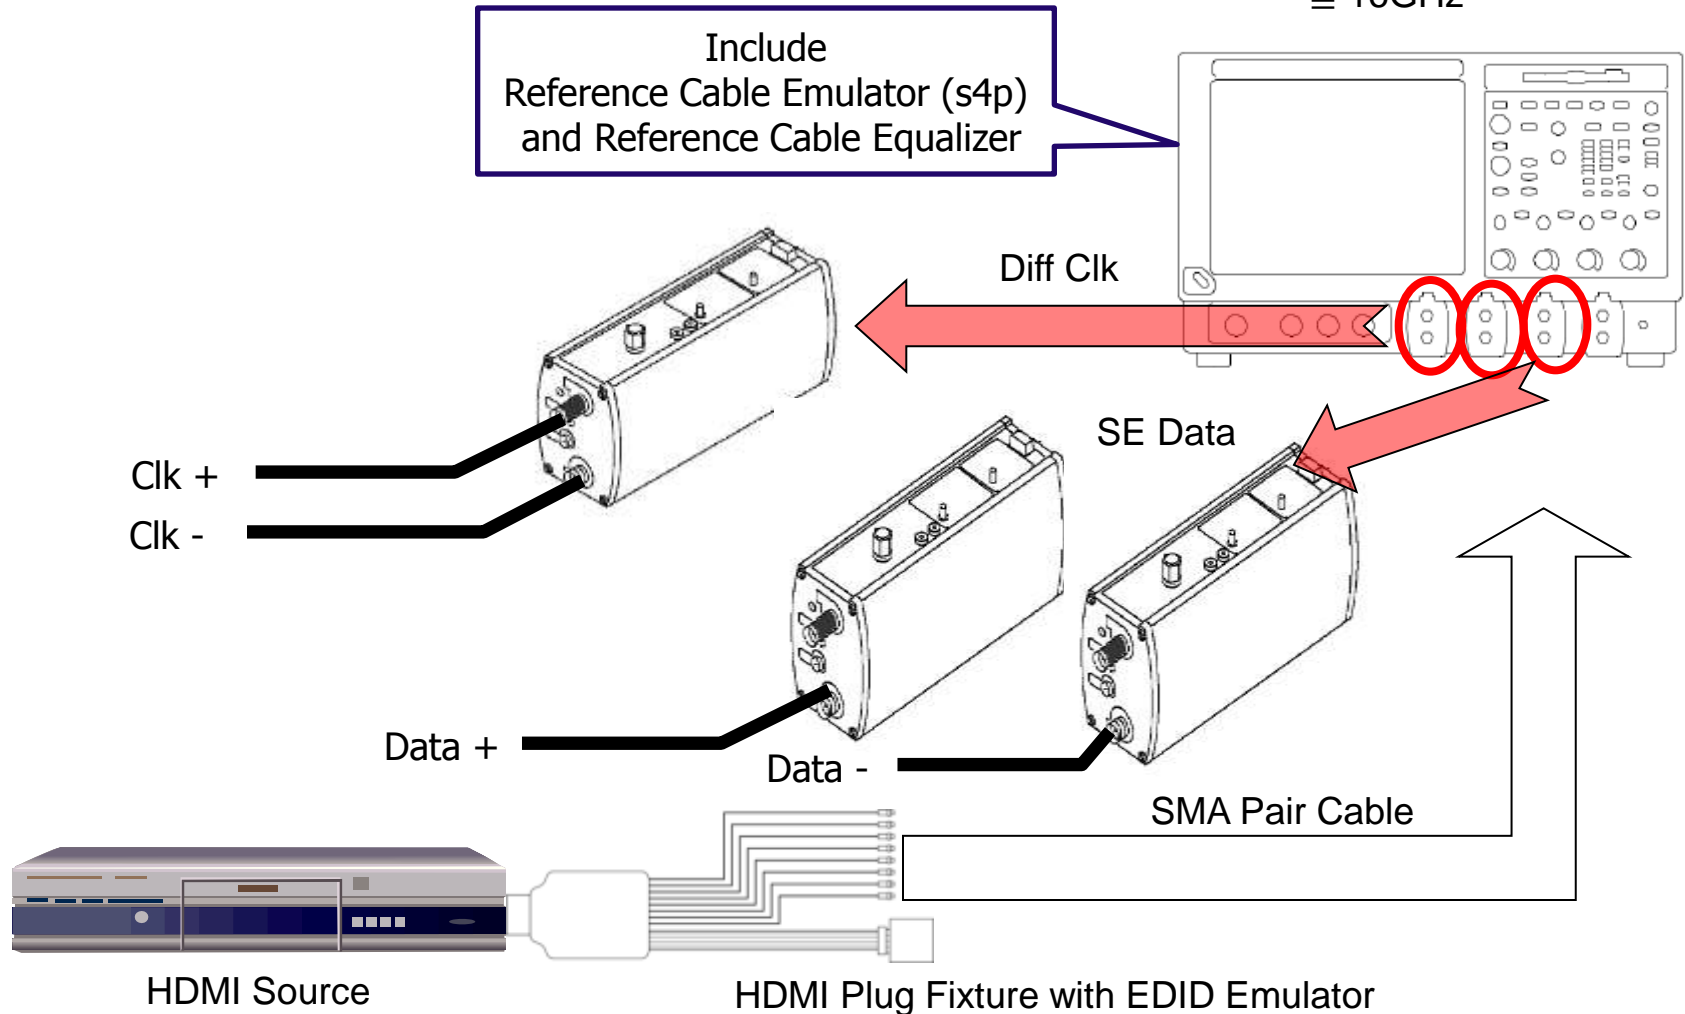 Include
Reference Cable Emulator (s4p)
and Reference Cable Equalizer
Diff Clk
SE Data
Clk +
Clk -
Data +
Data -
SMA Pair Cable
HDMI Source
HDMI Plug Fixture with EDID Emulator